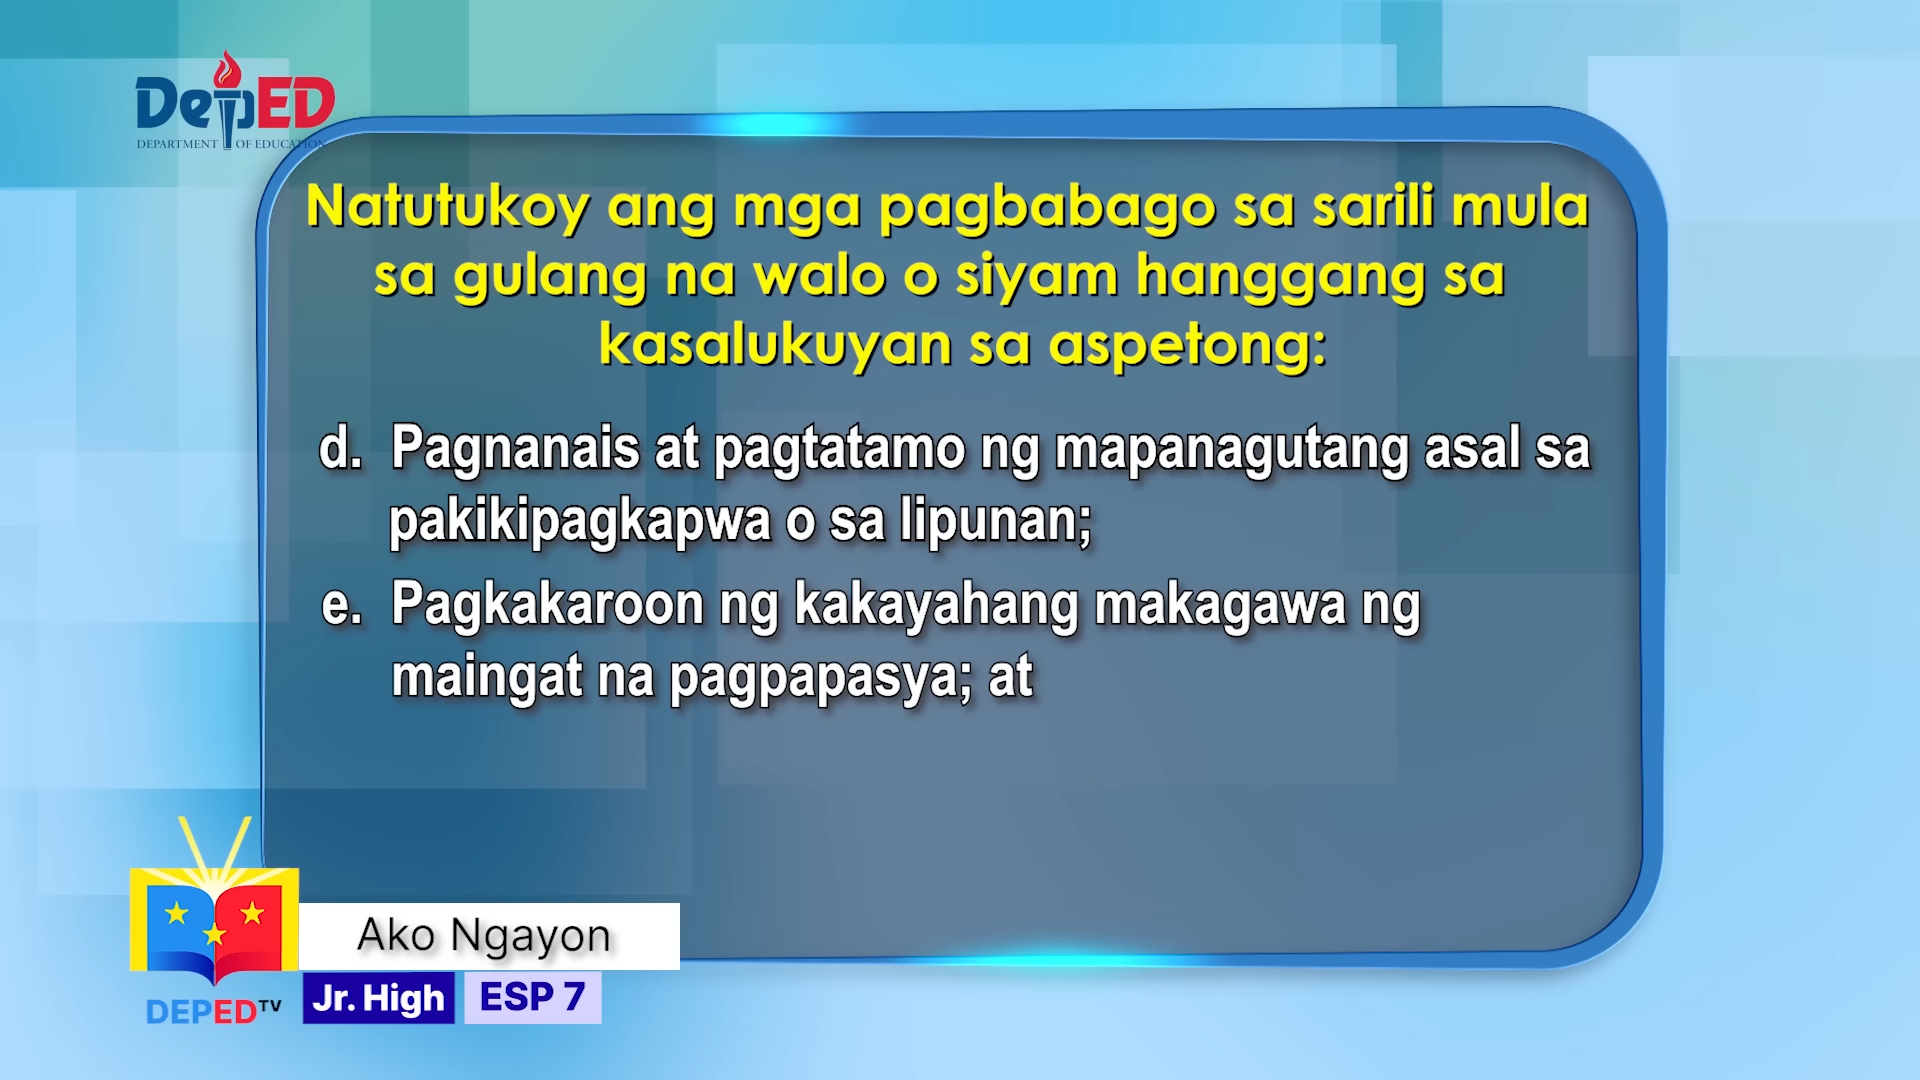 DepED
DEPARTMENT OF EDUCATION
Natutukoy ang mga pagbabago sa sarili mula
sa gulang na walo o siyam hanggang sa
kasalukuyan sa aspetong:
d. Pagnanais at pagtatamo ng mapanagutang asal sa
pakikipagkapwa o sa lipunan;
e. Pagkakaroon ng kakayahang makagawa ng
maingat na pagpapasya; at
Ako Ngayon
Jr. High ESP 7
DEPED TV